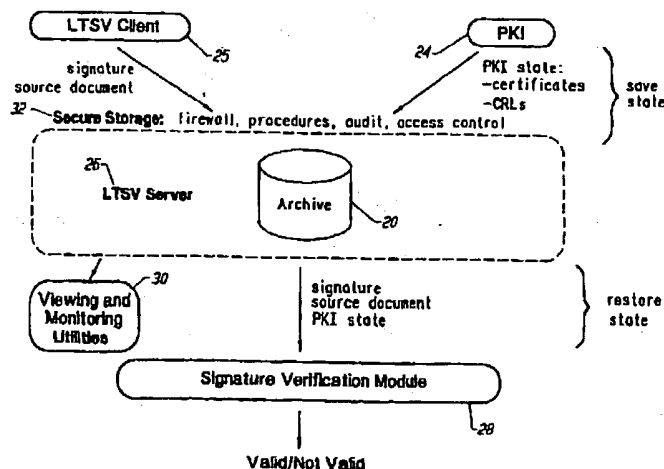 LTSV Client
25
PKI
24
signature
source document
PKI state:
-certificates
-CRLs
save
state
32
Secure Storage: firewall, procedures, audit, access control
26
LTSV Server
Archive
20
30
Viewing and
Monitoring
Utilities
signature
source document
PKI state
restore
state
Signature Verification Module
28
Valid/Not Valid